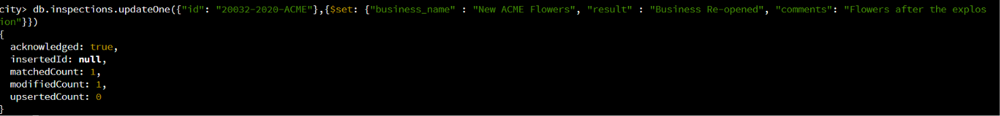 city> db.inspections.updateOne({"id": "20032-2020-ACME"},{$set: {"business_name" : "New ACME Flowers", "result" : "Business Re-opened", "comments": "Flowers after the explos
ion"}})
{
  acknowledged: true,
  insertedId: null,
  matchedCount: 1,
  modifiedCount: 1,
  upsertedCount: 0
}